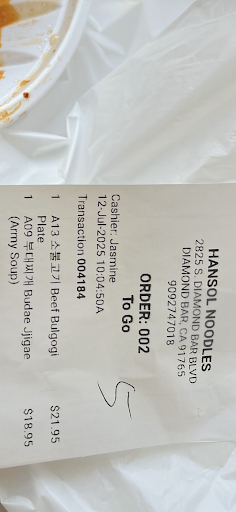 HANSOL NOODLES
2825 S. DIAMOND BAR BLVD
DIAMOND BAR, CA 91765
9092747018
ORDER: 002
To Go
Cashier: Jasmine
12-Jul-2025 10:04:50A
Transaction 004184
1 A13 소불고기 Beef Bulgogi $21.95
Plate
1 A09 부대찌개 Budae Jjigae $18.95
(Army Soup)